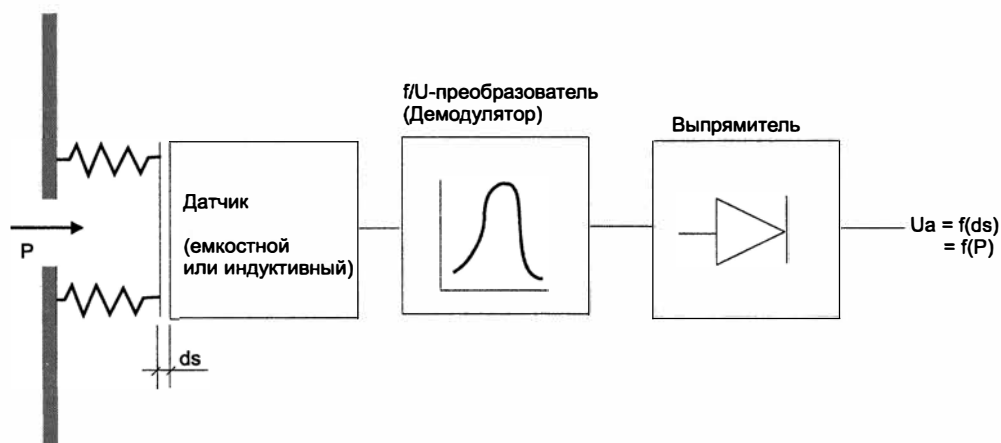 f/U-преобразователь
(Демодулятор)
Выпрямитель
Датчик
(емкостной
или индуктивный)
P
Ua = f(ds)
= f(P)
ds